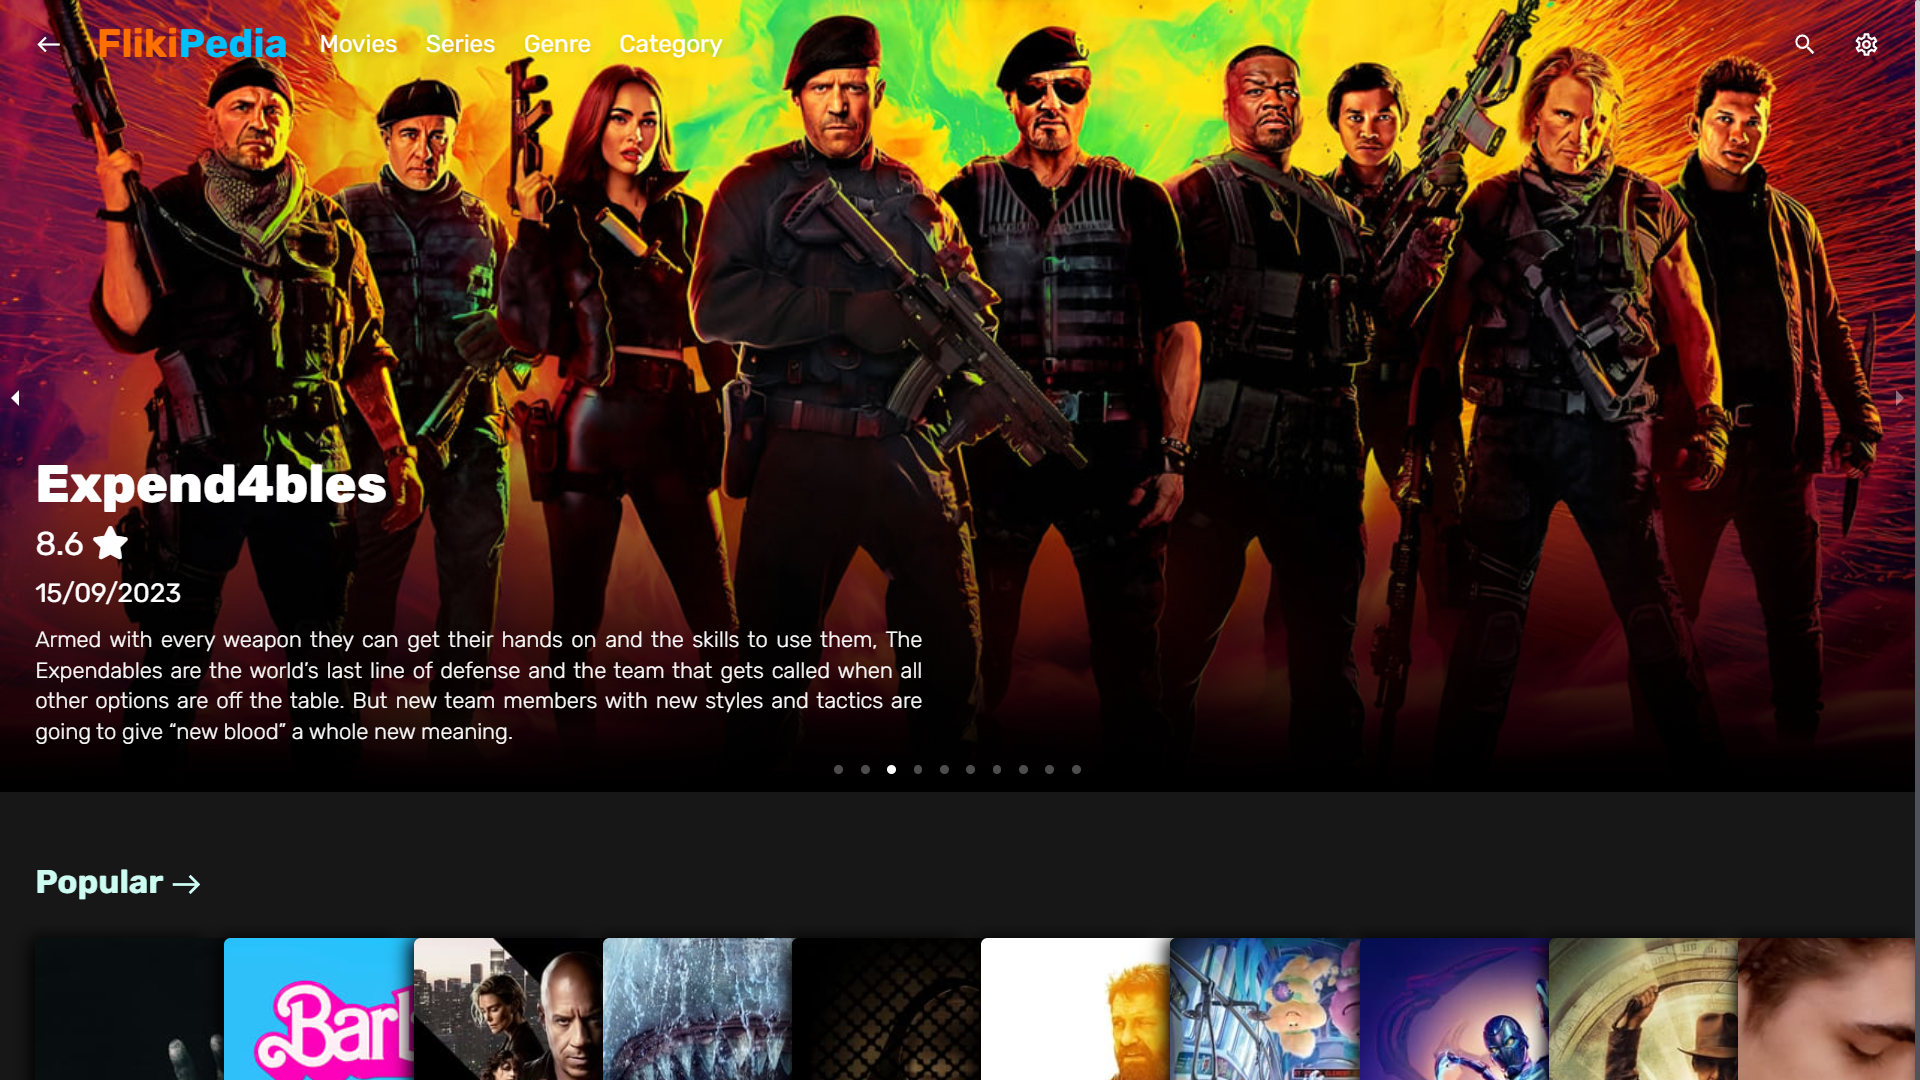 FlikiPedia Movies Series Genre Category
Expend4bles
8.6
15/09/2023
Armed with every weapon they can get their hands on and the skills to use them, The
Expendables are the world’s last line of defense and the team that gets called when all
other options are off the table. But new team members with new styles and tactics are
going to give “new blood” a whole new meaning.
Popular